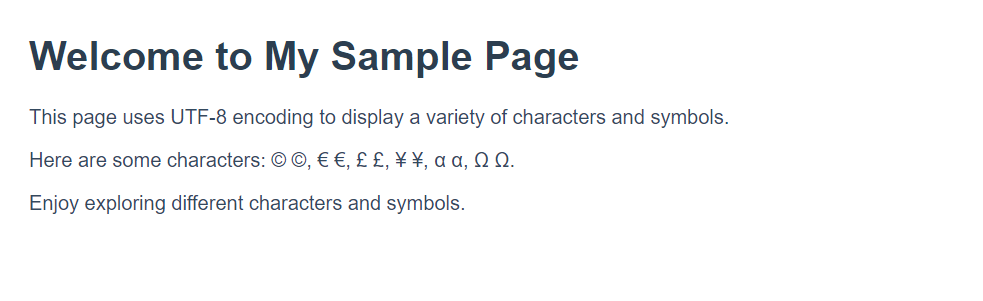 Welcome to My Sample Page
This page uses UTF-8 encoding to display a variety of characters and symbols.
Here are some characters: © ©, € €, £ £, ¥ ¥, α α, Ω Ω.
Enjoy exploring different characters and symbols.